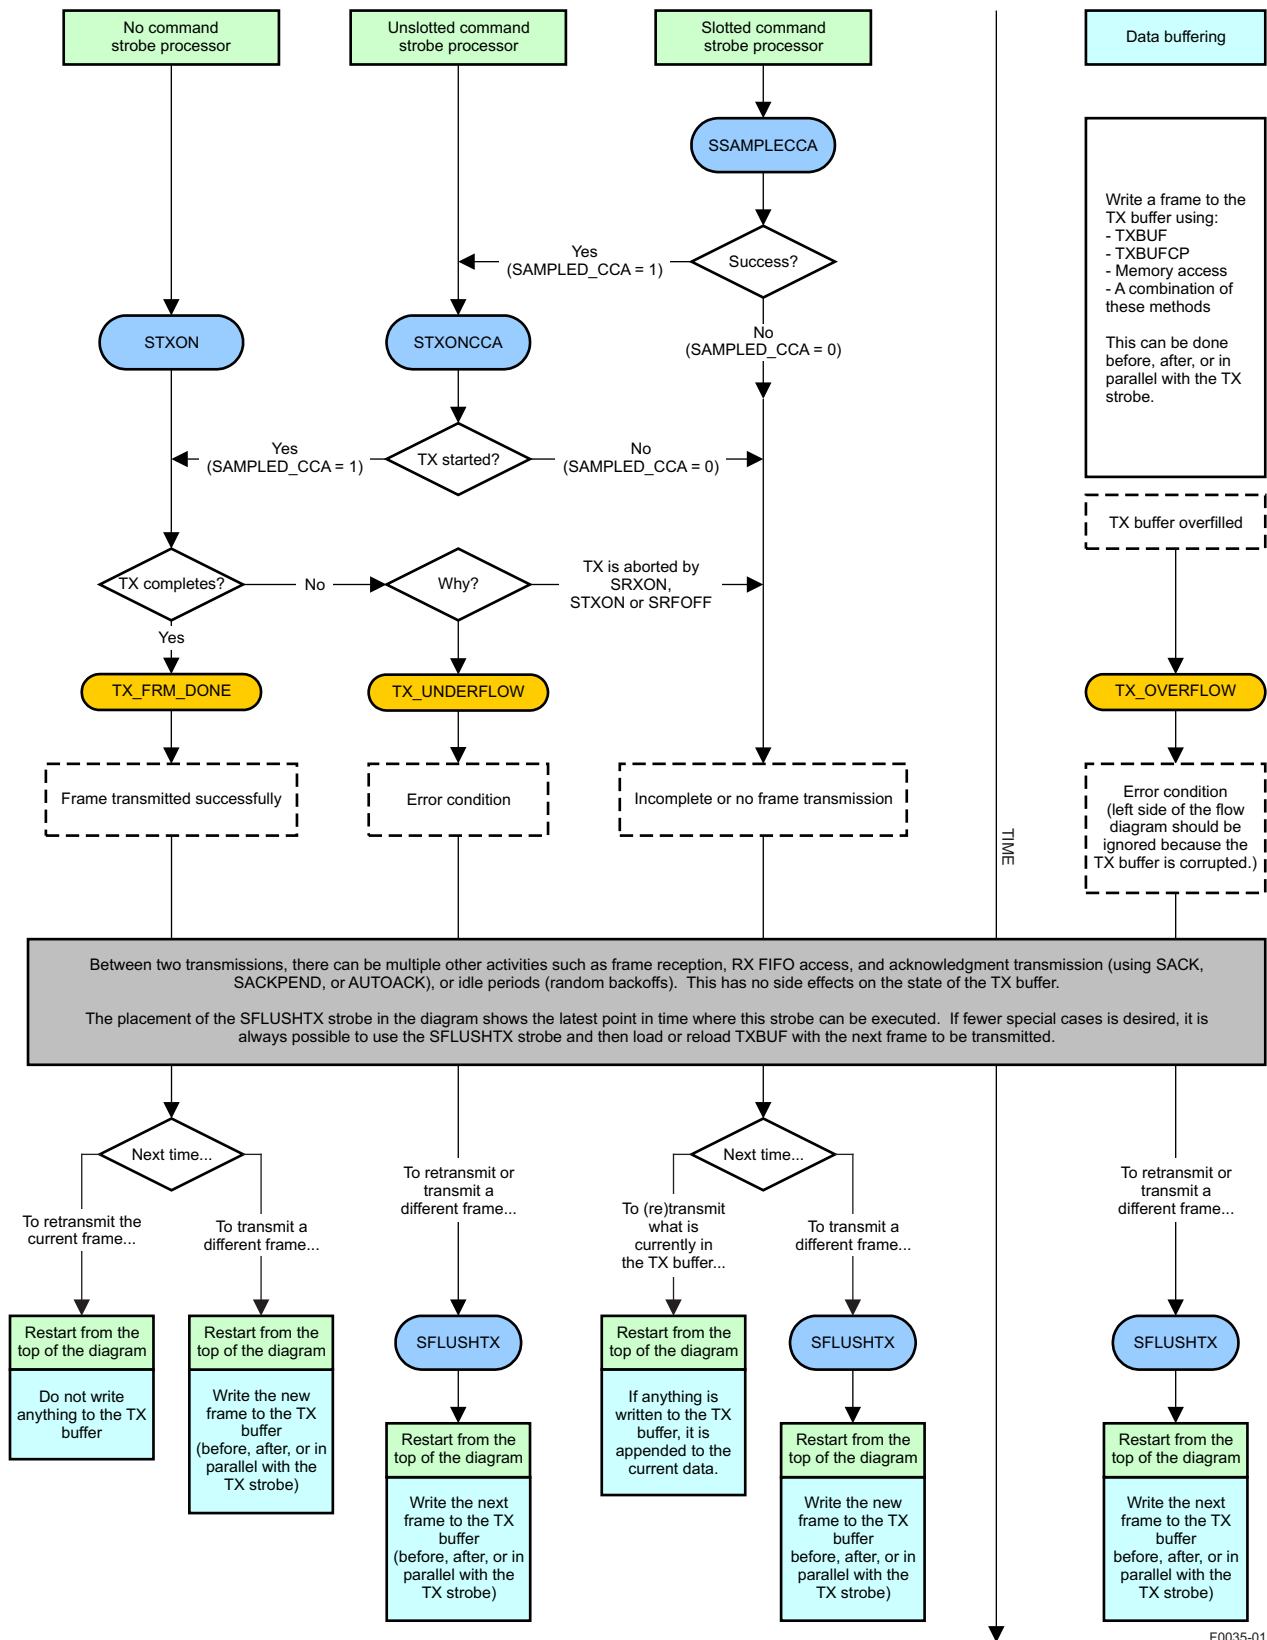 No command
strobe processor
Unslotted command
strobe processor
Slotted command
strobe processor
Data buffering
SSAMPLECCA
Write a frame to the
TX buffer using:
- TXBUF
- TXBUFCP
- Memory access
- A combination of
these methods
This can be done
before, after, or in
parallel with the TX
strobe.
Yes
(SAMPLED_CCA = 1)
Success?
No
(SAMPLED_CCA = 0)
STXON
STXONCCA
Yes
(SAMPLED_CCA = 1)
TX started?
No
(SAMPLED_CCA = 0)
TX buffer overfilled
TX completes?
No
Why?
TX is aborted by
SRXON,
STXON or SRFOFF
Yes
TX_FRM_DONE
TX_UNDERFLOW
TX_OVERFLOW
Frame transmitted successfully
Error condition
Incomplete or no frame transmission
Error condition
(left side of the flow
diagram should be
ignored because the
TX buffer is corrupted.)
TIME
Between two transmissions, there can be multiple other activities such as frame reception, RX FIFO access, and acknowledgment transmission (using SACK,
SACKPEND, or AUTOACK), or idle periods (random backoffs). This has no side effects on the state of the TX buffer.
The placement of the SFLUSHTX strobe in the diagram shows the latest point in time where this strobe can be executed. If fewer special cases is desired, it is
always possible to use the SFLUSHTX strobe and then load or reload TXBUF with the next frame to be transmitted.
Next time...
To retransmit the
current frame...
To transmit a
different frame...
To retransmit or
transmit a
different frame...
Next time...
To (re)transmit
what is
currently in
the TX buffer...
To transmit a
different frame...
To retransmit or
transmit a
different frame...
Restart from the
top of the diagram
Do not write
anything to the TX
buffer
Restart from the
top of the diagram
Write the new
frame to the TX
buffer
(before, after, or in
parallel with the
TX strobe)
SFLUSHTX
Restart from the
top of the diagram
Write the next
frame to the TX
buffer
(before, after, or in
parallel with the
TX strobe)
Restart from the
top of the diagram
If anything is
written to the TX
buffer, it is
appended to the
current data.
SFLUSHTX
Restart from the
top of the diagram
Write the new
frame to the TX
buffer
before, after, or in
parallel with the
TX strobe)
SFLUSHTX
Restart from the
top of the diagram
Write the next
frame to the TX
buffer
before, after, or in
parallel with the
TX strobe)
F0035-01